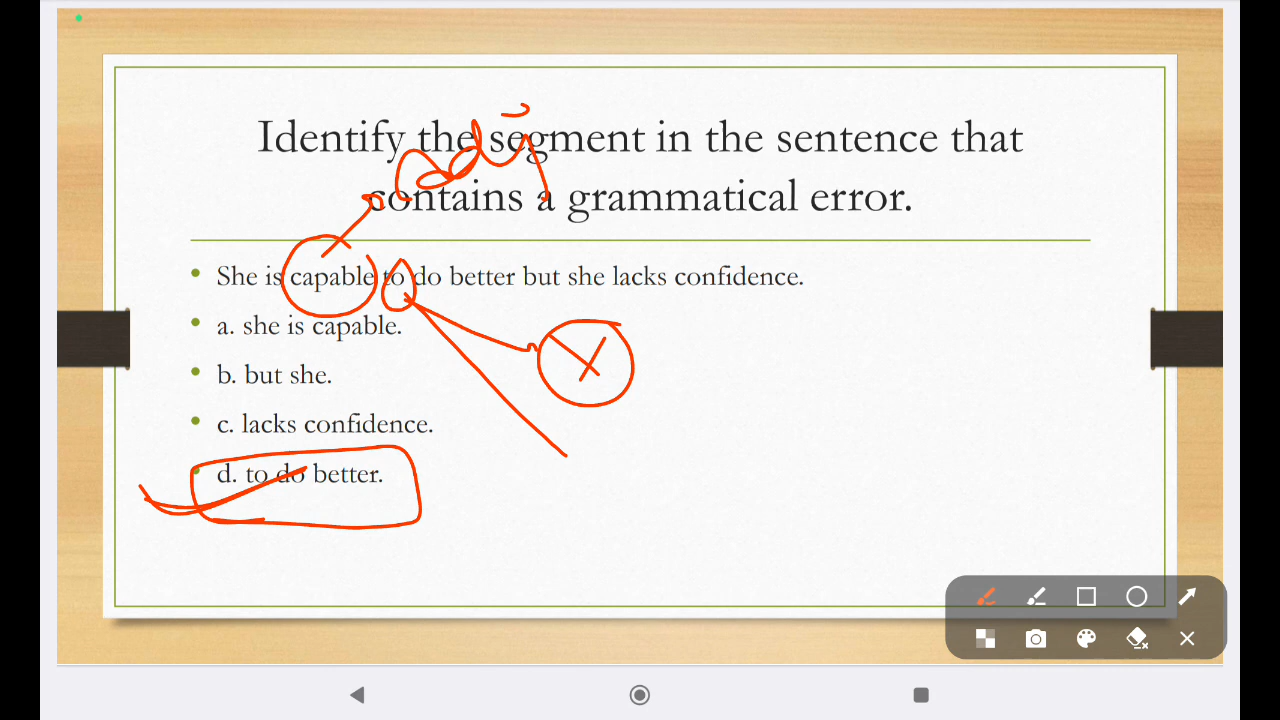 Identify the segment in the sentence that
contains a grammatical error.
adj
She is capable to do better but she lacks confidence.
a. she is capable.
b. but she.
c. lacks confidence.
d. to do better.